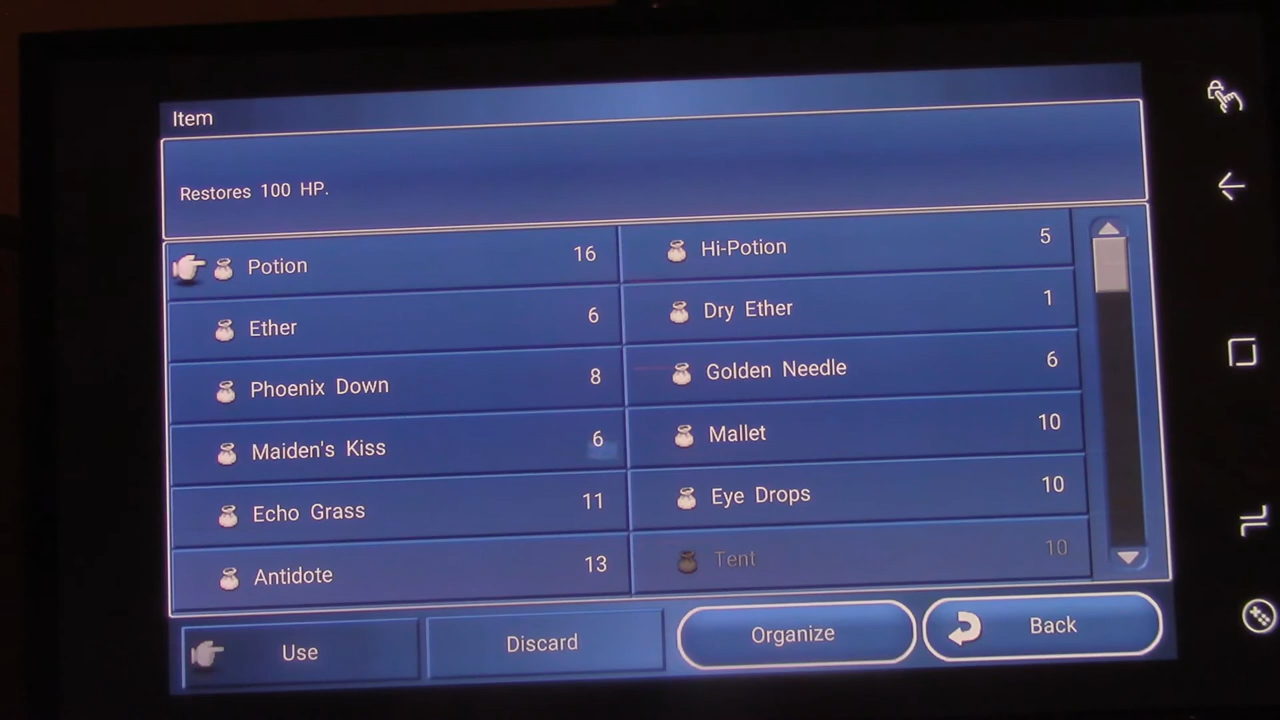 Item
Restores 100 HP.
Potion 16 Hi-Potion 5
Ether 6 Dry Ether 1
Phoenix Down 8 Golden Needle 6
Maiden's Kiss 6 Mallet 10
Echo Grass 11 Eye Drops 10
Antidote 13 Tent 10
Use Discard Organize Back